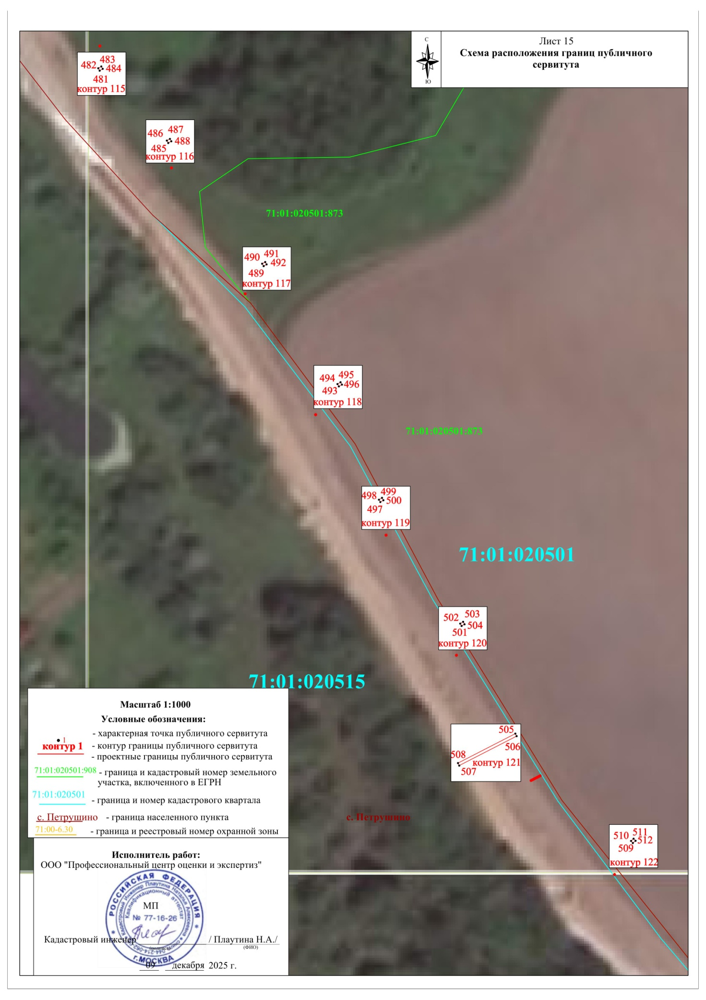 С
Ю
Лист 15
Схема расположения границ публичного
сервитута
483
482
484
481
контур 115
487
486
488
485
контур 116
71:01:020501:873
491
490
492
489
контур 117
495
494
496
493
контур 118
71:01:020501:873
499
498
500
497
контур 119
71:01:020501
503
502
504
501
контур 120
71:01:020515
505
506
508
контур 121
507
с. Петрушино
511
510
512
509
контур 122
Масштаб 1:1000
Условные обозначения:
1 - характерная точка публичного сервитута
контур 1 - контур границы публичного сервитута
- проектные границы публичного сервитута
71:01:020501:908 - граница и кадастровый номер земельного
участка, включенного в ЕГРН
71:01:020501 - граница и номер кадастрового квартала
с. Петрушино - граница населенного пункта
71:00-6.30 - граница и реестровый номер охранной зоны
Исполнитель работ:
ООО "Профессиональный центр оценки и экспертиз"
РОССИЙСКАЯ ФЕДЕРАЦИЯ
Кадастровый инженер Плаутина Наталья Алексеевна
Квалификационный аттестат
МП
№ 77-16-26
г.МОСКВА
Кадастровый инженер / Плаутина Н.А./
(подпись) (ФИО)
09 декабря 2025 г.